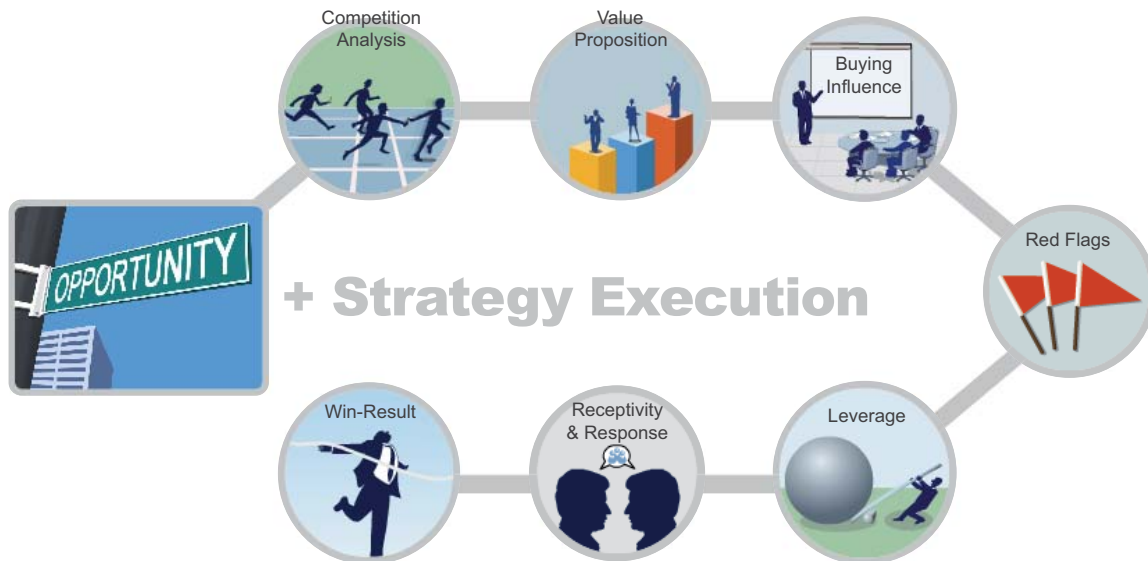 Competition
Analysis
Value
Proposition
Buying
Influence
OPPORTUNITY
Red Flags
+ Strategy Execution
Win-Result
Receptivity
& Response
Leverage